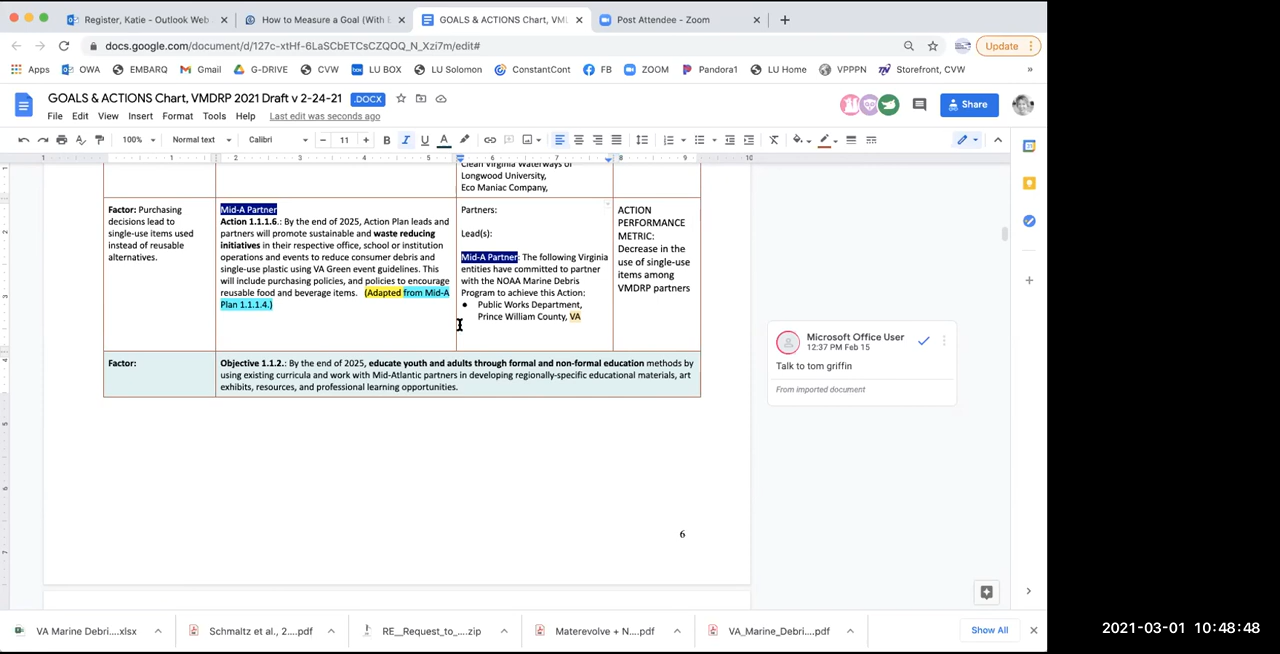 Register, Katie - Outlook Web
How to Measure a Goal (With E
GOALS & ACTIONS Chart, VMD
Post Attendee - Zoom
docs.google.com/document/d/127c-xtHf-6LaSCbETCsCZQOQ_N_Xzi7m/edit#
Update
Apps OWA EMBARQ Gmail G-DRIVE CVW LU BOX LU Solomon ConstantCont FB ZOOM Pandora1 LU Home VPPPN Storefront, CVW »
GOALS & ACTIONS Chart, VMDRP 2021 Draft v 2-24-21 .DOCX
File Edit View Insert Format Tools Help Last edit was seconds ago
Share
100% Normal text Calibri - 11 + B I U A
1 1 2 3 4 5 6 7 8 9 10
Clean Virginia Waterways of
Longwood University,
Eco Maniac Company,
Factor: Purchasing
decisions lead to
single-use items used
instead of reusable
alternatives.
Mid-A Partner
Action 1.1.1.6.: By the end of 2025, Action Plan leads and
partners will promote sustainable and waste reducing
initiatives in their respective office, school or institution
operations and events to reduce consumer debris and
single-use plastic using VA Green event guidelines. This
will include purchasing policies, and policies to encourage
reusable food and beverage items. (Adapted from Mid-A
Plan 1.1.1.4.)
Partners:
Lead(s):
Mid-A Partner: The following Virginia
entities have committed to partner
with the NOAA Marine Debris
Program to achieve this Action:
● Public Works Department,
Prince William County, VA
ACTION
PERFORMANCE
METRIC:
Decrease in the
use of single-use
items among
VMDRP partners
Factor:
Objective 1.1.2.: By the end of 2025, educate youth and adults through formal and non-formal education methods by
using existing curricula and work with Mid-Atlantic partners in developing regionally-specific educational materials, art
exhibits, resources, and professional learning opportunities.
6
Microsoft Office User
12:37 PM Feb 15
Talk to tom griffin
From imported document
VA Marine Debri....xlsx
Schmaltz et al., 2....pdf
RE__Request_to_....zip
Materevolve + N....pdf
VA_Marine_Debri....pdf
Show All
2021-03-01 10:48:48